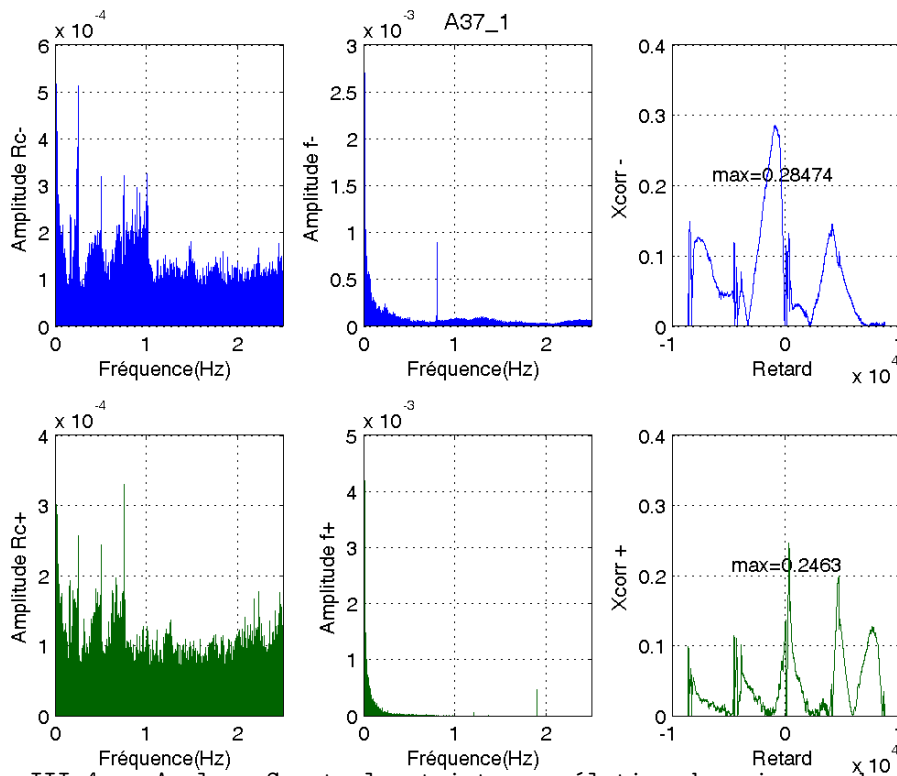 A37_1
x 10-4
6
5
4
3
2
1
0
Amplitude Rc-
0 1 2
Fréquence(Hz)
x 10-3
3
2.5
2
1.5
1
0.5
0
Amplitude f-
0 1 2
Fréquence(Hz)
0.4
0.3
0.2
0.1
0
Xcorr -
max=0.28474
-1 0 1
Retard
x 10
x 10-4
4
3
2
1
0
Amplitude Rc+
0 1 2
Fréquence(Hz)
x 10-3
5
4
3
2
1
0
Amplitude f+
0 1 2
Fréquence(Hz)
0.4
0.3
0.2
0.1
0
Xcorr +
max=0.2463
-1 0
Retard
x 10
III